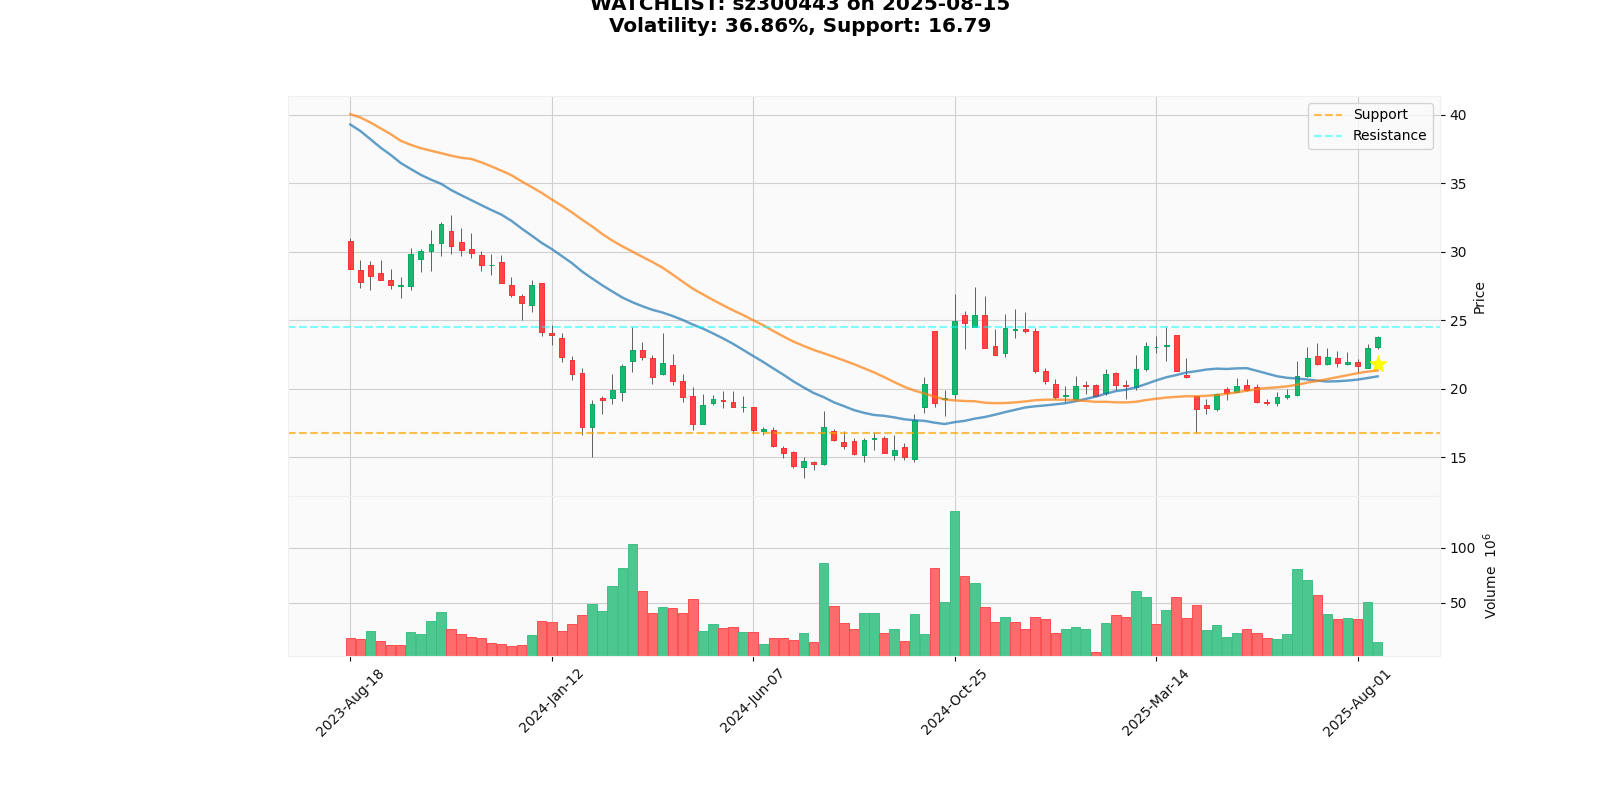 WATCHLIST: sz300443 on 2025-08-15
Volatility: 36.86%, Support: 16.79
Support
Resistance
40
35
30
25
20
15
Price
100
50
Volume 10⁶
2023-Aug-18
2024-Jan-12
2024-Jun-07
2024-Oct-25
2025-Mar-14
2025-Aug-01